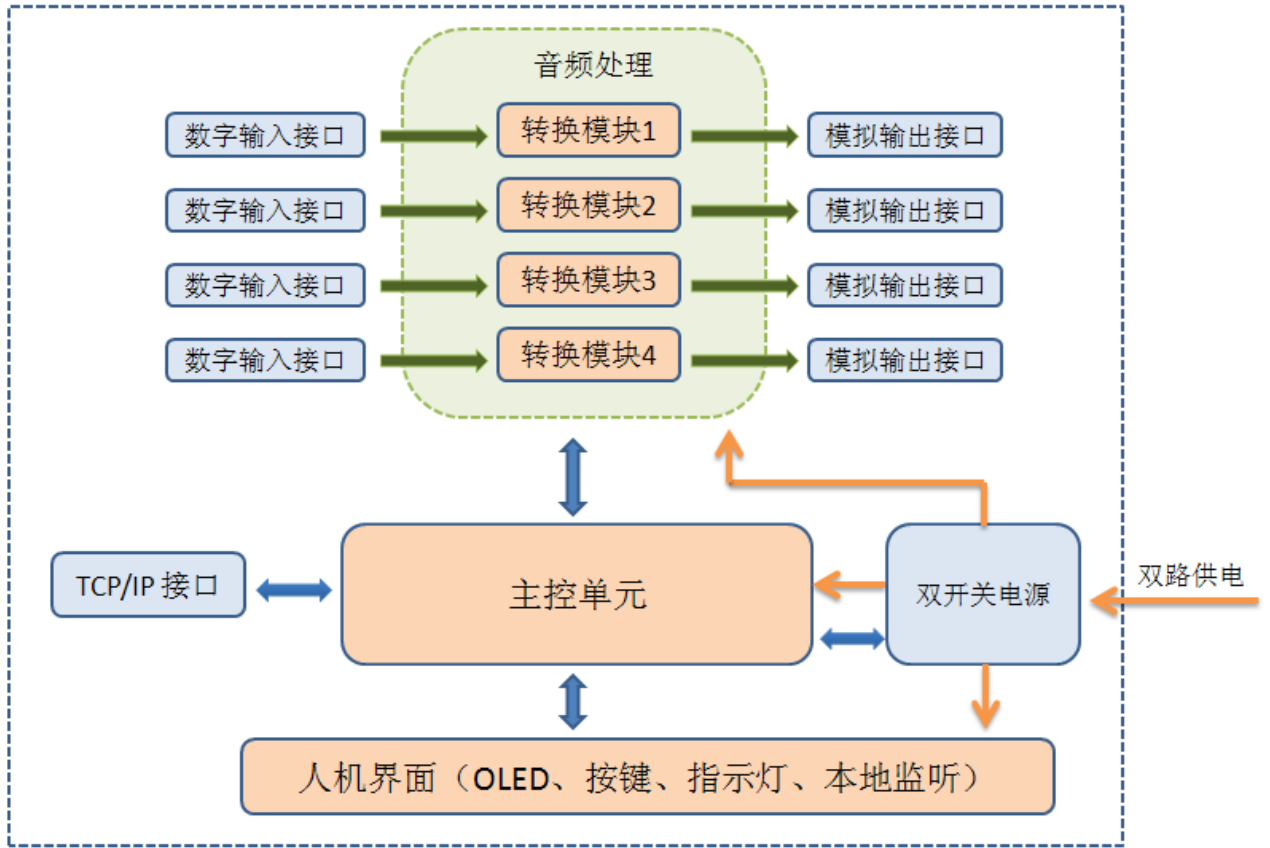 音频处理
数字输入接口
转换模块1
模拟输出接口
数字输入接口
转换模块2
模拟输出接口
数字输入接口
转换模块3
模拟输出接口
数字输入接口
转换模块4
模拟输出接口
TCP/IP 接口
主控单元
双开关电源
双路供电
人机界面（OLED、按键、指示灯、本地监听）